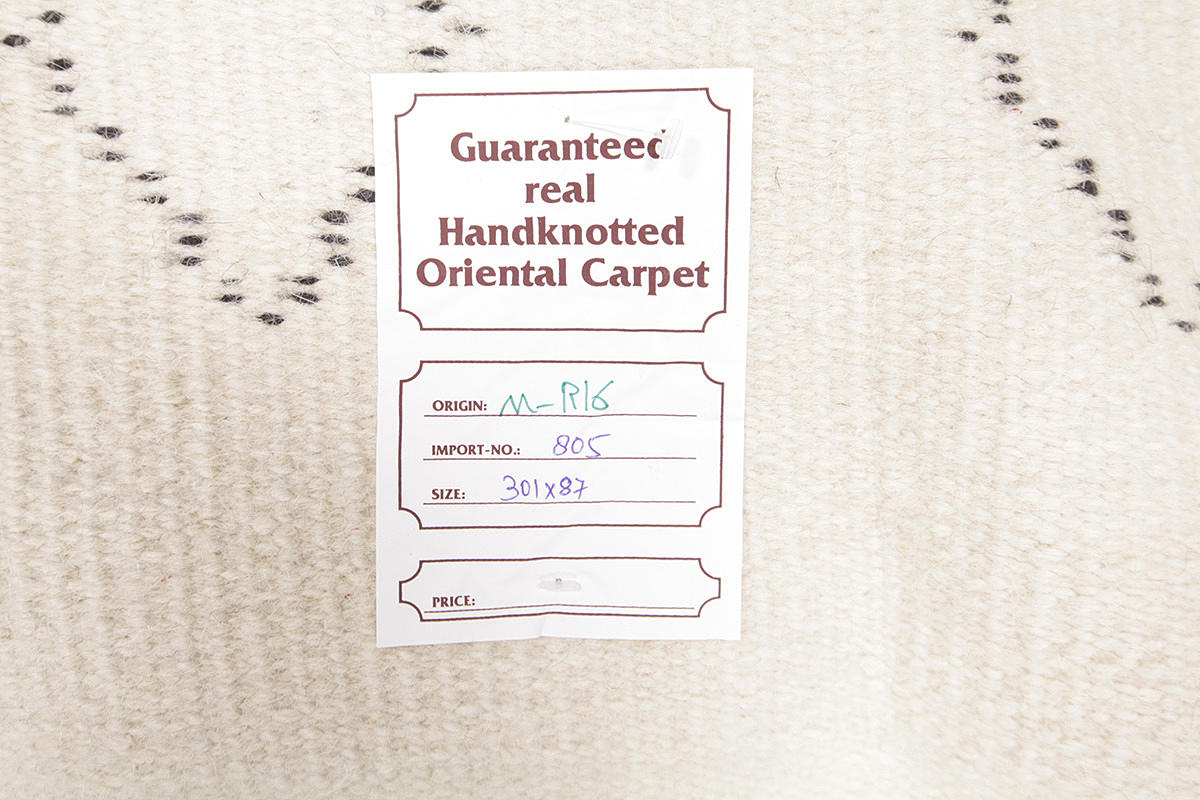 Guaranteed
real
Handknotted
Oriental Carpet
ORIGIN: M-R16
IMPORT-NO.: 805
SIZE: 301x87
PRICE: